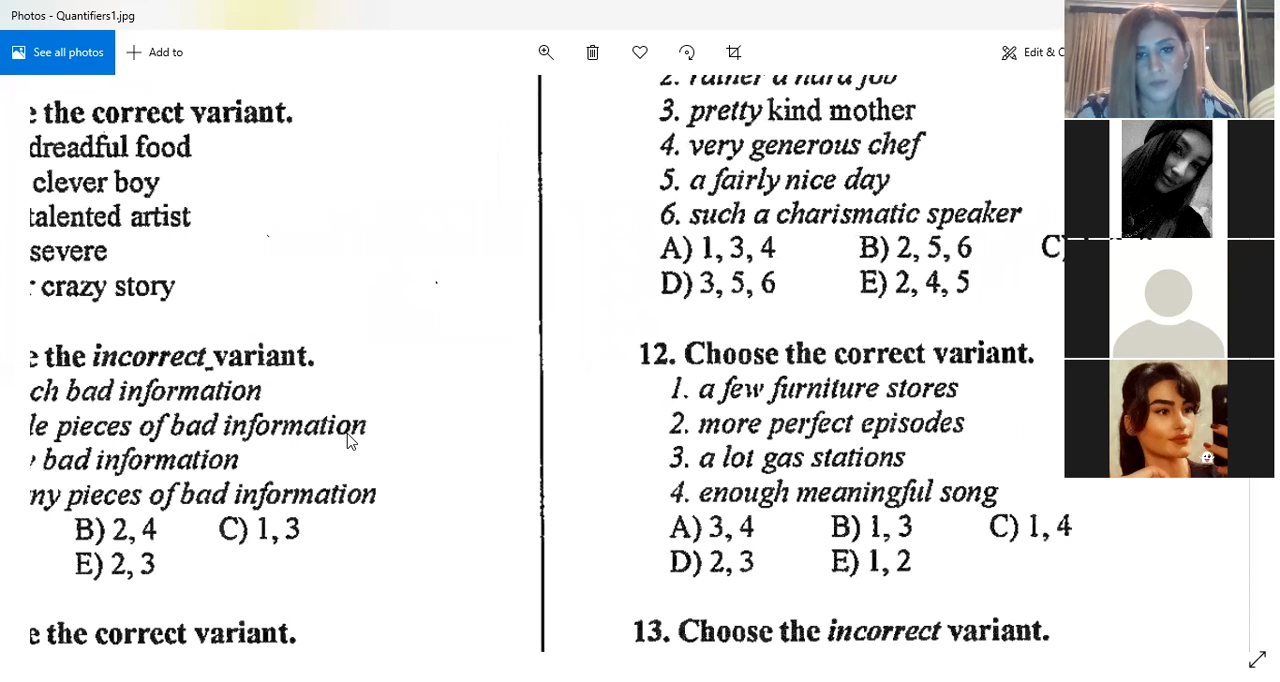 Photos - Quantifiers1.jpg
See all photos
Add to
Edit &
the correct variant.
dreadful food
clever boy
talented artist
severe
crazy story
the incorrect variant.
bad information
pieces of bad information
bad information
pieces of bad information
B) 2, 4 C) 1, 3
E) 2, 3
the correct variant.
2. rather a hard job
3. pretty kind mother
4. very generous chef
5. a fairly nice day
6. such a charismatic speaker
A) 1, 3, 4 B) 2, 5, 6 C)
D) 3, 5, 6 E) 2, 4, 5
12. Choose the correct variant.
1. a few furniture stores
2. more perfect episodes
3. a lot gas stations
4. enough meaningful song
A) 3, 4 B) 1, 3 C) 1, 4
D) 2, 3 E) 1, 2
13. Choose the incorrect variant.